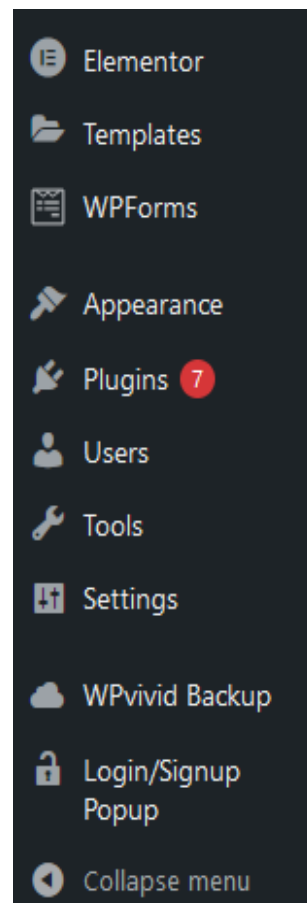 Elementor
Templates
WPForms
Appearance
Plugins 7
Users
Tools
Settings
WPvivid Backup
Login/Signup
Popup
Collapse menu